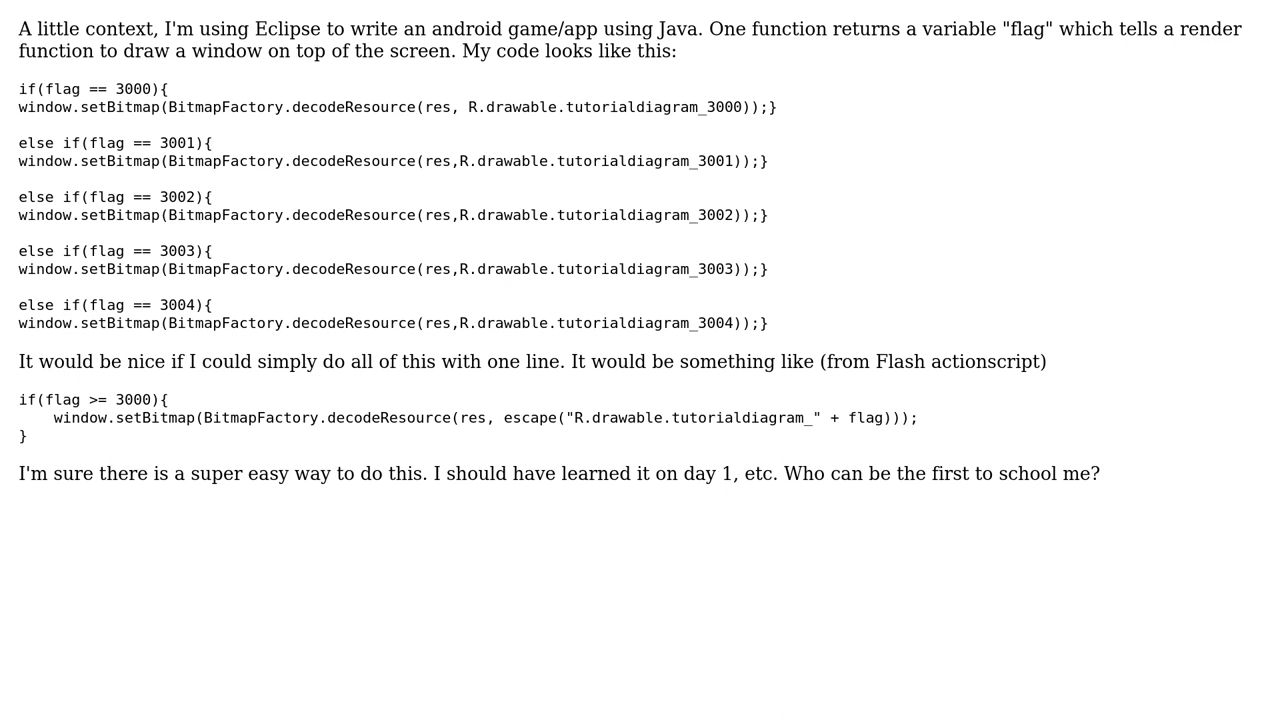 A little context, I'm using Eclipse to write an android game/app using Java. One function returns a variable "flag" which tells a render
function to draw a window on top of the screen. My code looks like this:
if(flag == 3000){
window.setBitmap(BitmapFactory.decodeResource(res, R.drawable.tutorialdiagram_3000));}
else if(flag == 3001){
window.setBitmap(BitmapFactory.decodeResource(res,R.drawable.tutorialdiagram_3001));}
else if(flag == 3002){
window.setBitmap(BitmapFactory.decodeResource(res,R.drawable.tutorialdiagram_3002));}
else if(flag == 3003){
window.setBitmap(BitmapFactory.decodeResource(res,R.drawable.tutorialdiagram_3003));}
else if(flag == 3004){
window.setBitmap(BitmapFactory.decodeResource(res,R.drawable.tutorialdiagram_3004));}
It would be nice if I could simply do all of this with one line. It would be something like (from Flash actionscript)
if(flag >= 3000){
    window.setBitmap(BitmapFactory.decodeResource(res, escape("R.drawable.tutorialdiagram_" + flag)));
}
I'm sure there is a super easy way to do this. I should have learned it on day 1, etc. Who can be the first to school me?